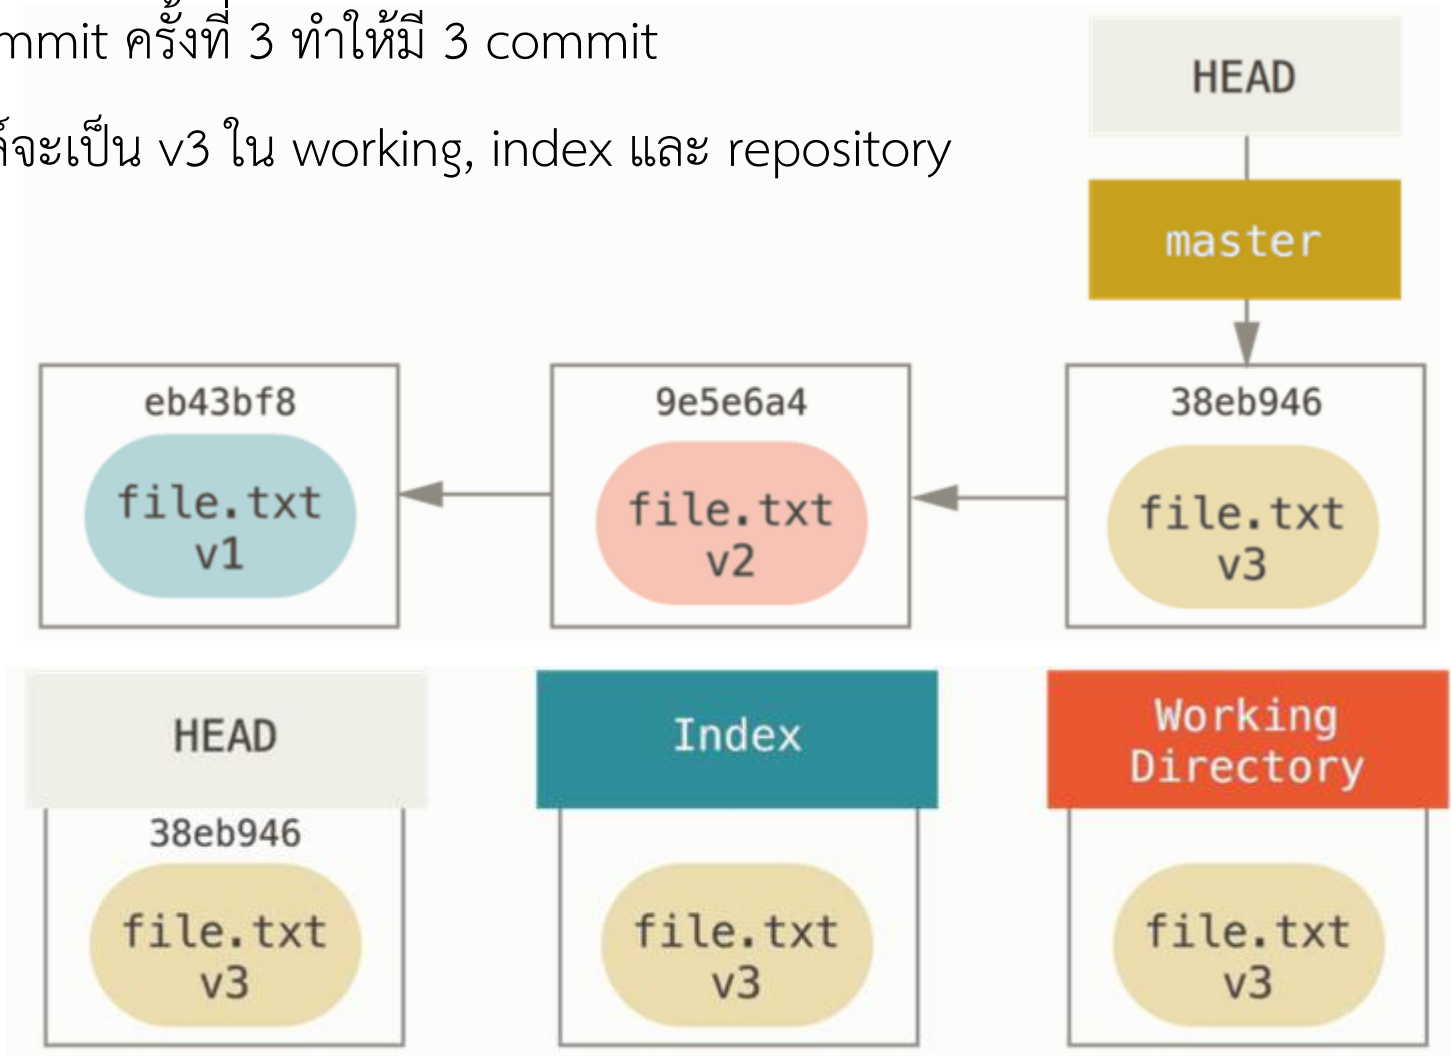 mmit ครั้งที่ 3 ทำให้มี 3 commit
จะเป็น v3 ใน working, index และ repository
HEAD
master
eb43bf8
file.txt
v1
9e5e6a4
file.txt
v2
38eb946
file.txt
v3
HEAD
38eb946
file.txt
v3
Index
file.txt
v3
Working
Directory
file.txt
v3